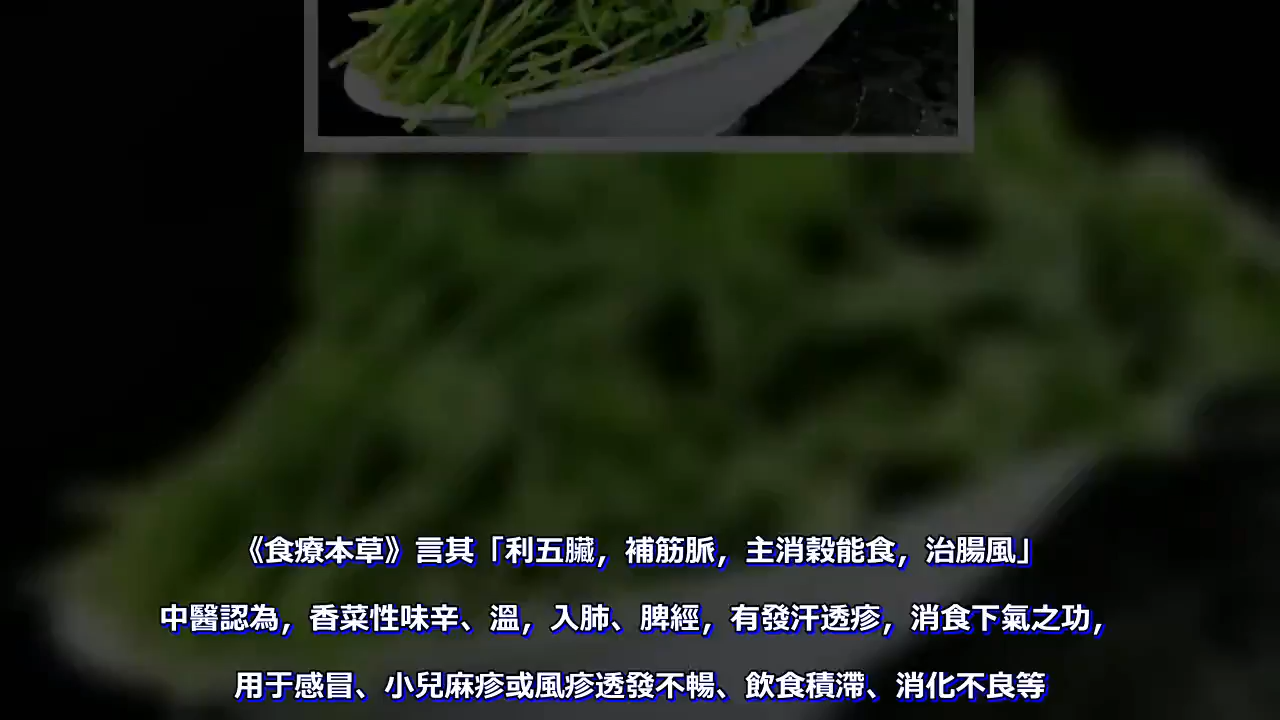 《食療本草》言其「利五臟，補筋脈，主消穀能食，治腸風」
中醫認為，香菜性味辛、溫，入肺、脾經，有發汗透疹，消食下氣之功，
用于感冒、小兒麻疹或風疹透發不暢、飲食積滯、消化不良等